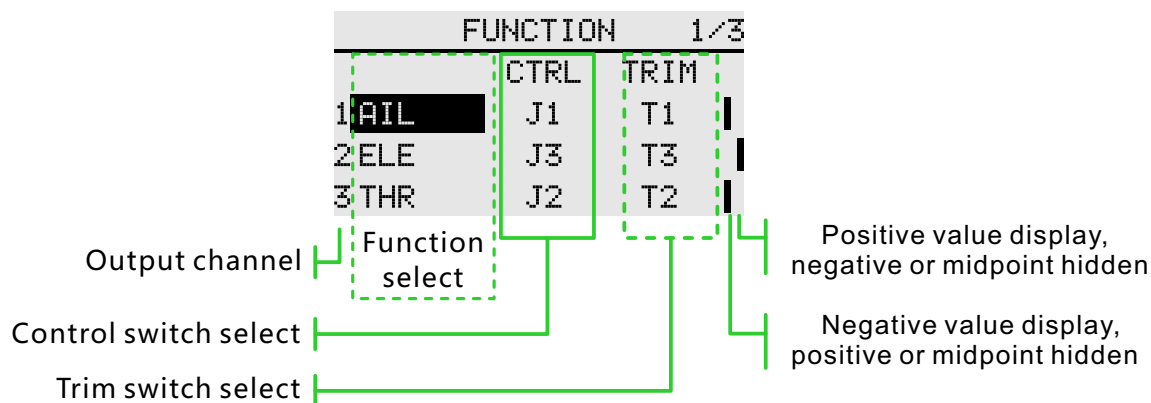 FUNCTION 1/3
CTRL TRIM
1 AIL J1 T1
2 ELE J3 T3
3 THR J2 T2
Output channel
Function
select
Control switch select
Trim switch select
Positive value display,
negative or midpoint hidden
Negative value display,
positive or midpoint hidden